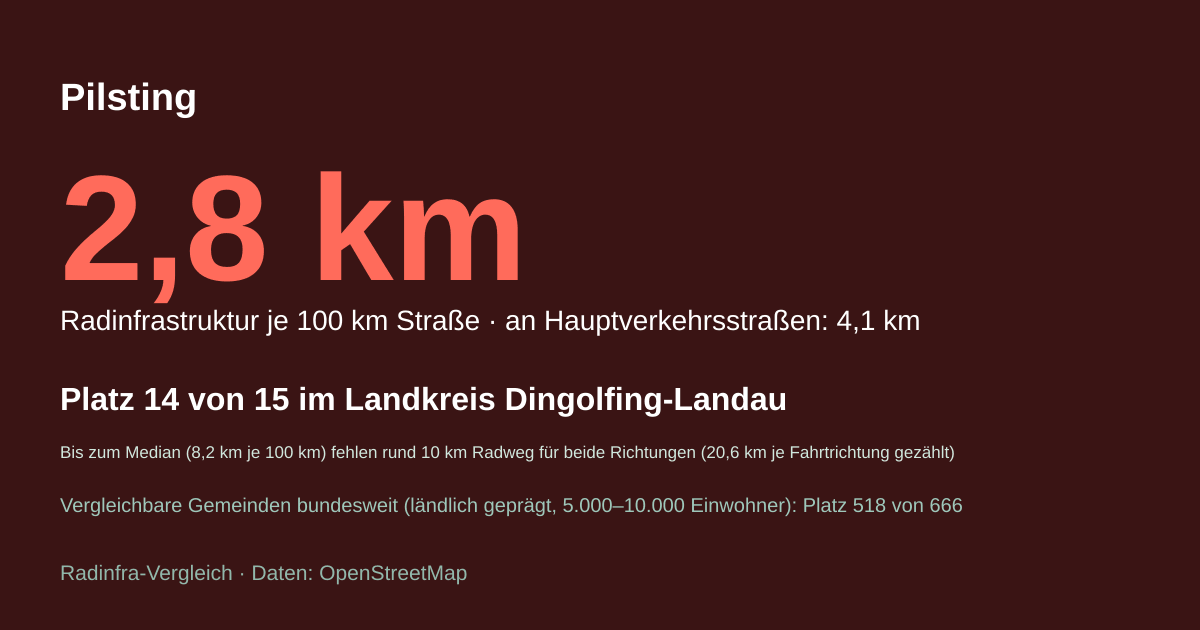 Pilsting
2,8 km
Radinfrastruktur je 100 km Straße · an Hauptverkehrsstraßen: 4,1 km
Platz 14 von 15 im Landkreis Dingolfing-Landau
Bis zum Median (8,2 km je 100 km) fehlen rund 10 km Radweg für beide Richtungen (20,6 km je Fahrtrichtung gezählt)
Vergleichbare Gemeinden bundesweit (ländlich geprägt, 5.000–10.000 Einwohner): Platz 518 von 666
Radinfra-Vergleich · Daten: OpenStreetMap